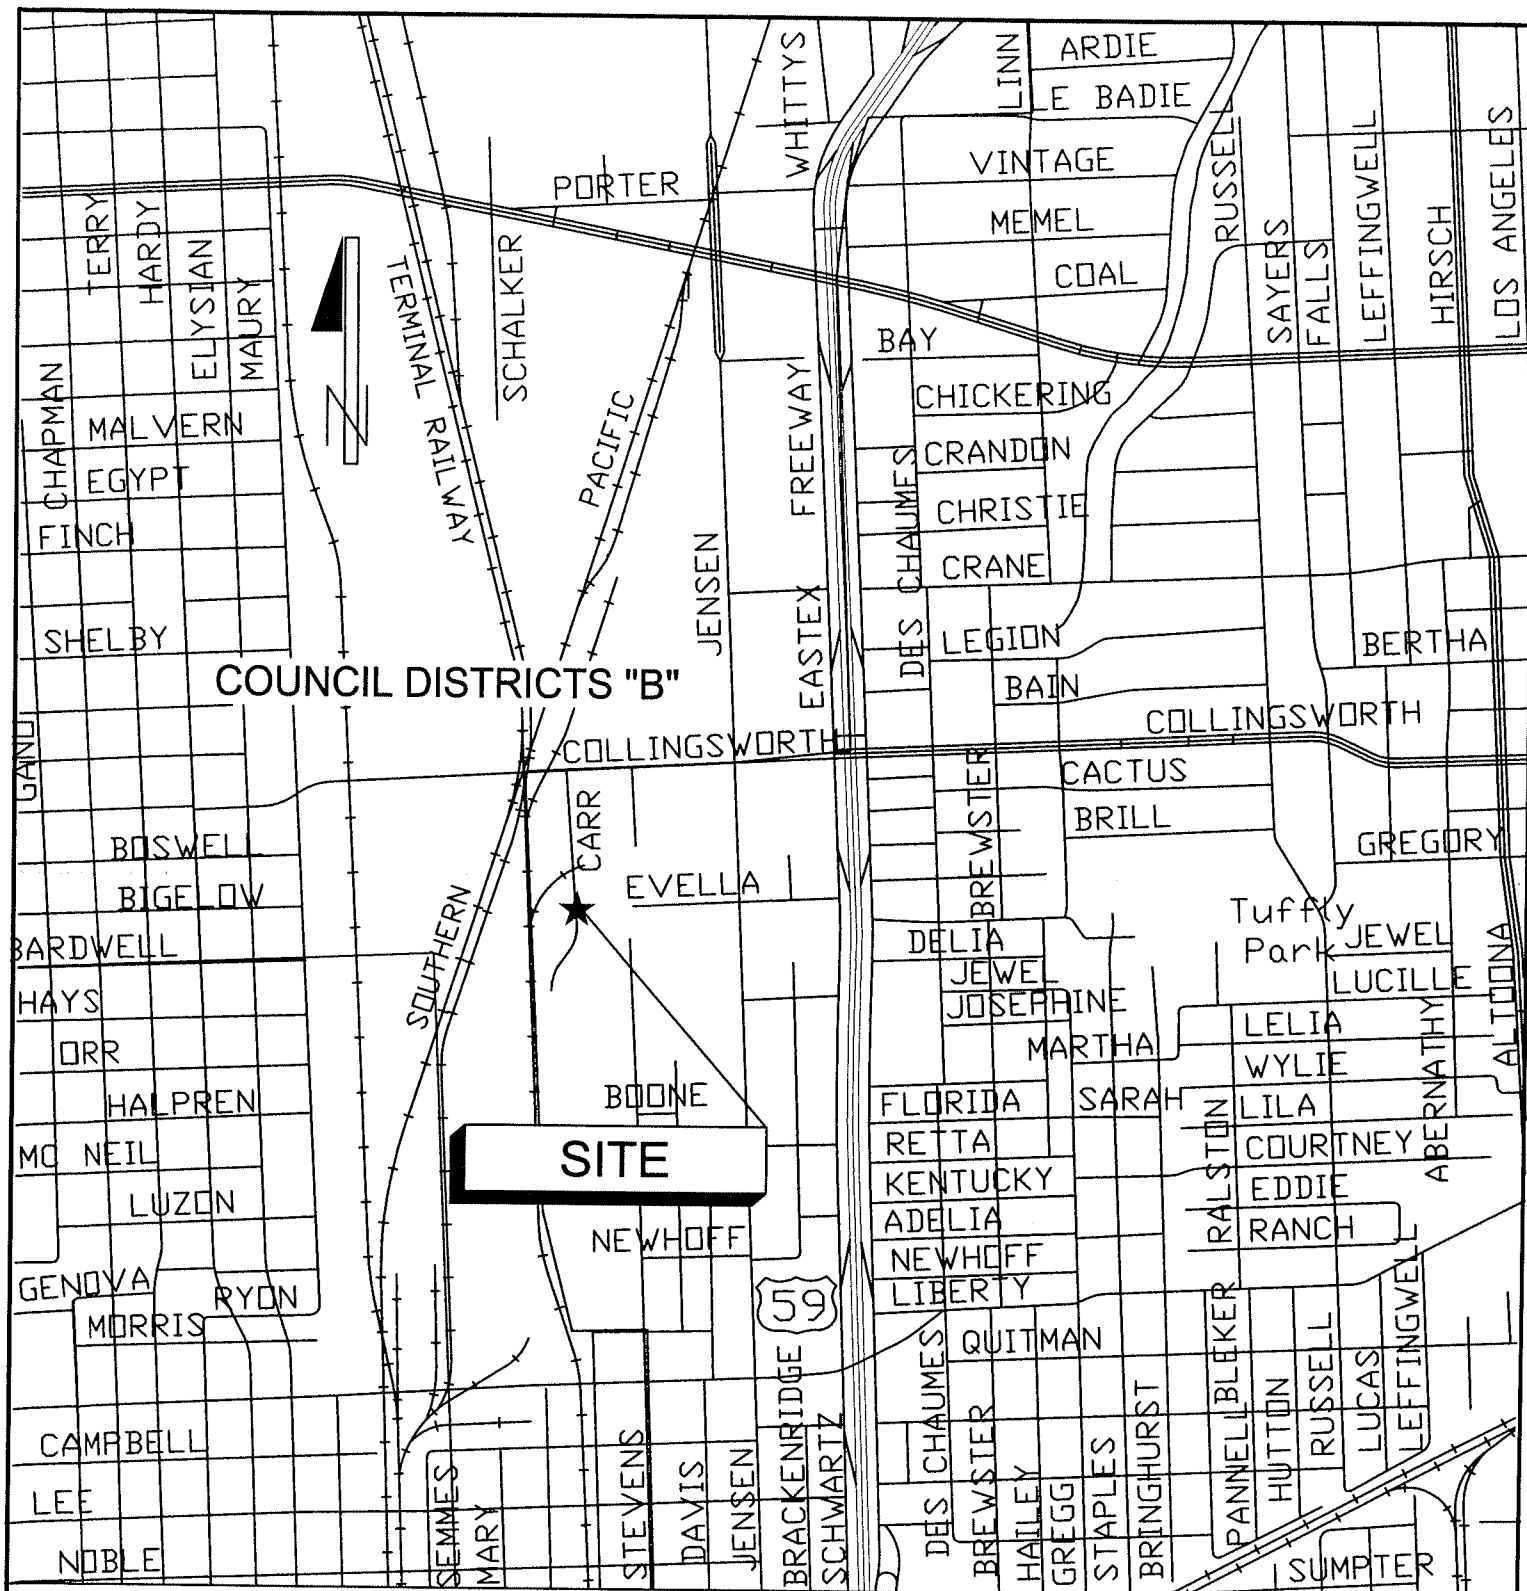 WHITTYS
LINN
ARDIE
LE BADIE
VINTAGE
PORTER
MEMEL
COAL
RUSSELL
SAYERS
FALLS
LEFFINGWELL
HIRSCH
LOS ANGELES
TERRY
HARDY
ELYSIAN
MAURY
N
TERMINAL RAILWAY
SCHALKER
BAY
CHAPMAN
MALVERN
EGYPT
FINCH
PACIFIC
FREEWAY
CHICKERING
CRANDON
CHRISTIE
CRANE
JENSEN
EASTEX
DES CHAUMES
SHELBY
LEGION
BERTHA
COUNCIL DISTRICTS "B"
BAIN
COLLINGSWORTH
COLLINGSWORTH
CACTUS
BRILL
BREWSTER
CARR
BOSWELL
BIGELOW
BARDWELL
HAYS
ORR
HALPREN
MC NEIL
LUZON
GENOVA
RYON
MORRIS
SOUTHERN
EVELLA
GREGORY
Tuffly
Park
JEWEL
LUCILLE
ALTOONA
DELIA
JEWEL
JOSEPHINE
MARTHA
LELIA
WYLIE
ABERNATHY
BOONE
FLORIDA
SARAH
LILA
RETTA
COURTNEY
SITE
KENTUCKY
EDDIE
RALSTON
ADELIA
RANCH
NEWHOFF
NEWHOFF
LIBERTY
59
QUITMAN
CAMPBELL
LEE
NOBLE
SEMMES
MARY
STEVENS
DAVIS
JENSEN
BRACKENRIDGE
SCHWARTZ
DES CHAUMES
BREWSTER
HAILEY
GREGG
STAPLES
BRINGHURST
PANNELL
BLEKER
HUTTON
RUSSELL
LUCAS
LEFFINGWELL
SUMPTER